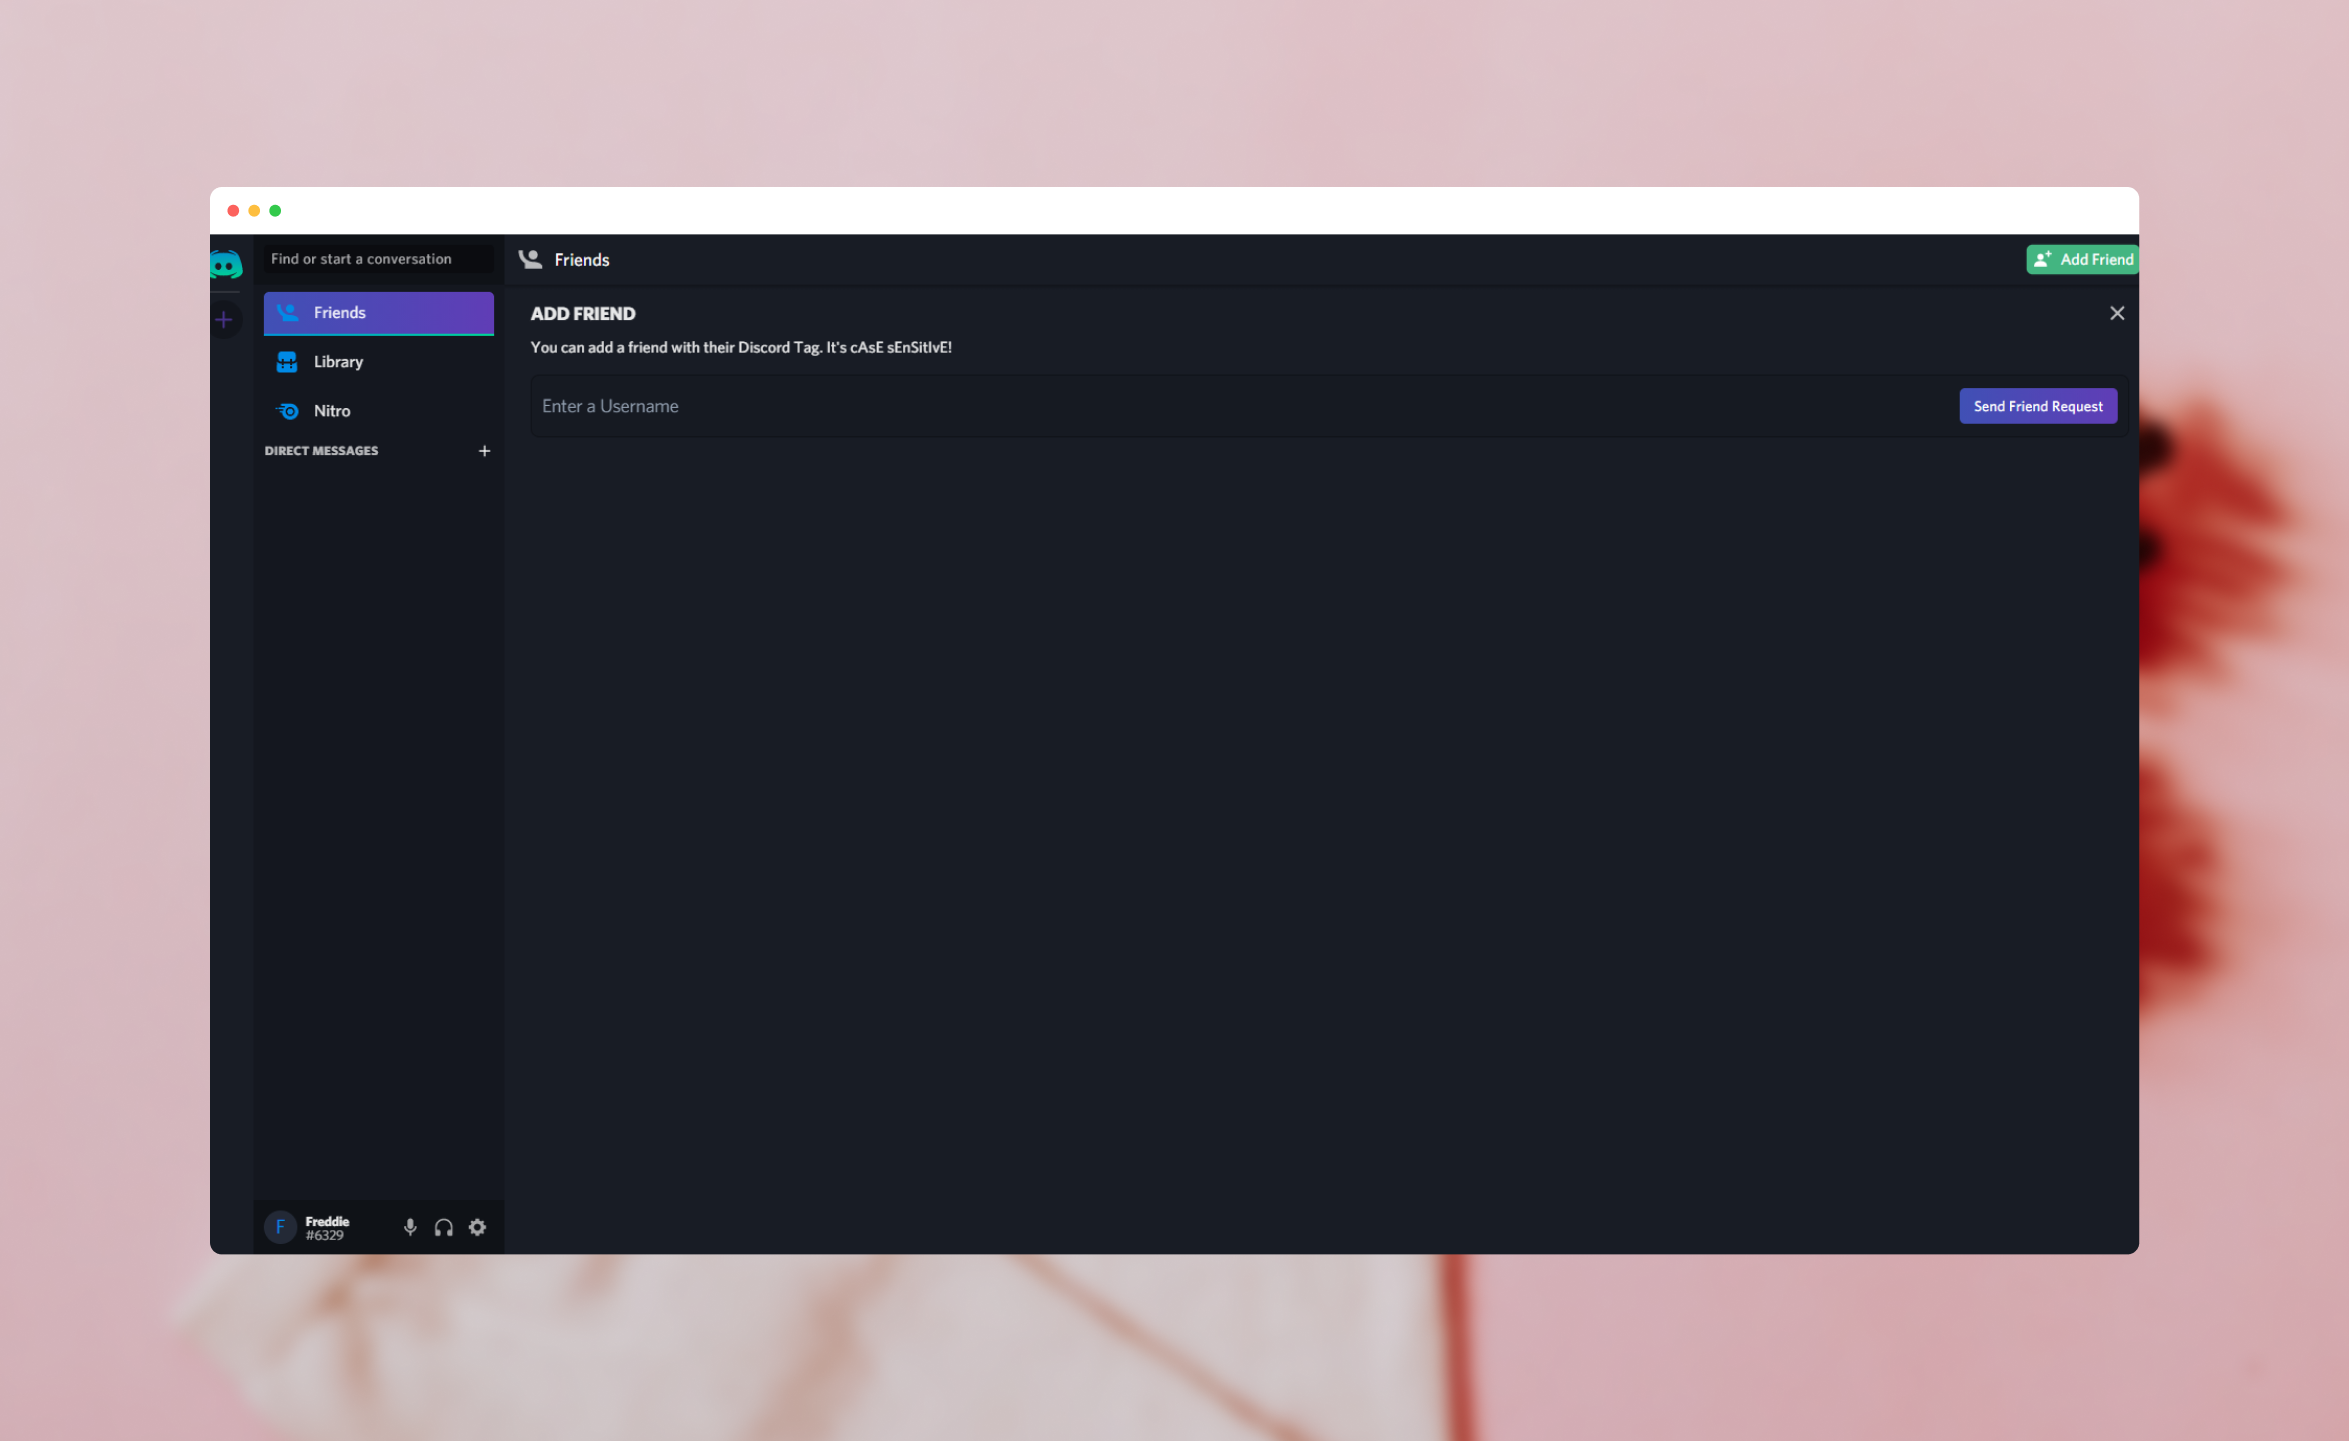 Find or start a conversation
Friends
Library
Nitro
DIRECT MESSAGES
F
Freddie
#6329
Friends
Add Friend
ADD FRIEND
You can add a friend with their Discord Tag. It's cAsE sEnSitIvE!
Enter a Username
Send Friend Request